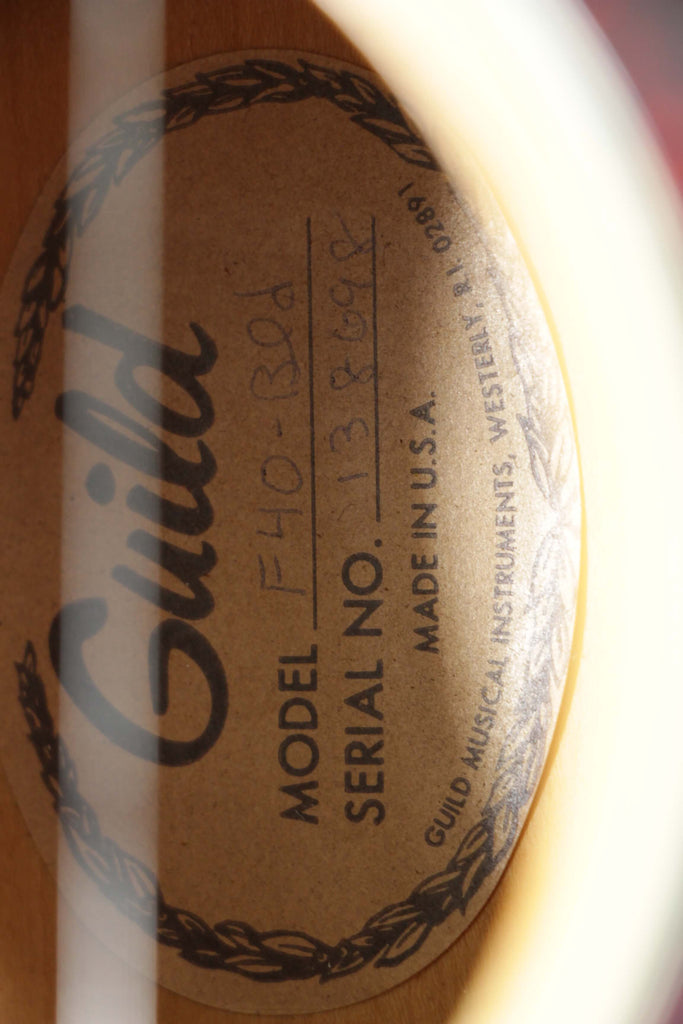 Guild
MODEL F40-Bld
SERIAL NO. 138698
MADE IN U.S.A.
GUILD MUSICAL INSTRUMENTS, WESTERLY, R.I. 02891